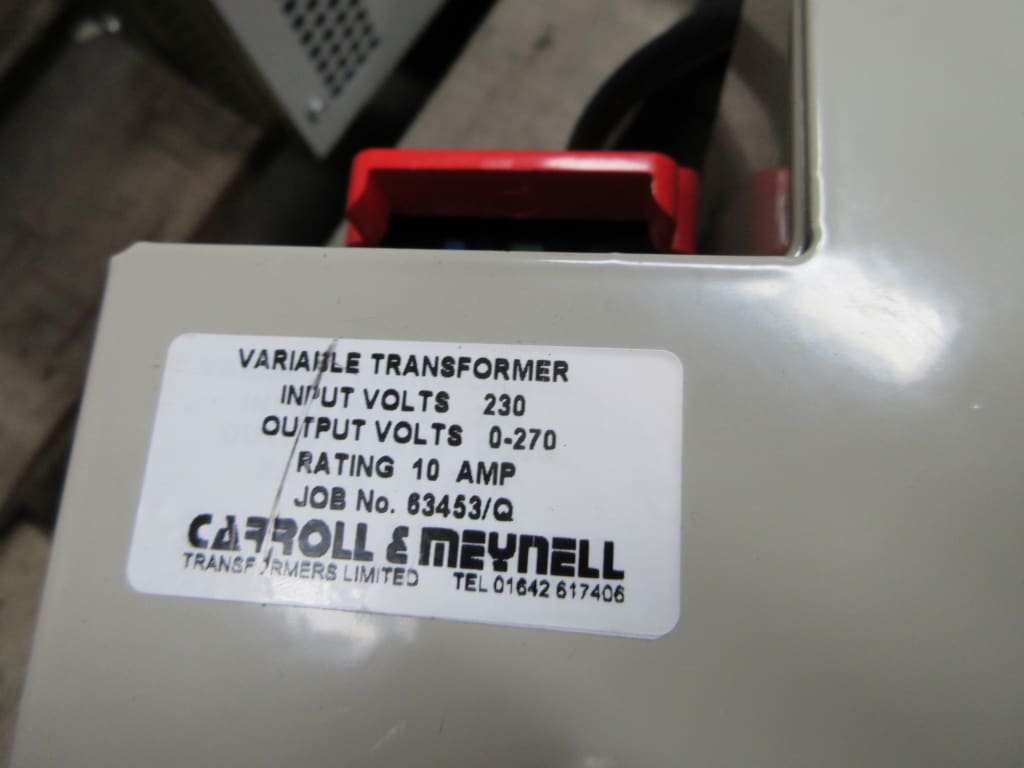 VARIABLE TRANSFORMER
INPUT VOLTS 230
OUTPUT VOLTS 0-270
RATING 10 AMP
JOB No. 63453/Q
CARROLL & MEYNELL
TRANSFORMERS LIMITED TEL 01642 617406